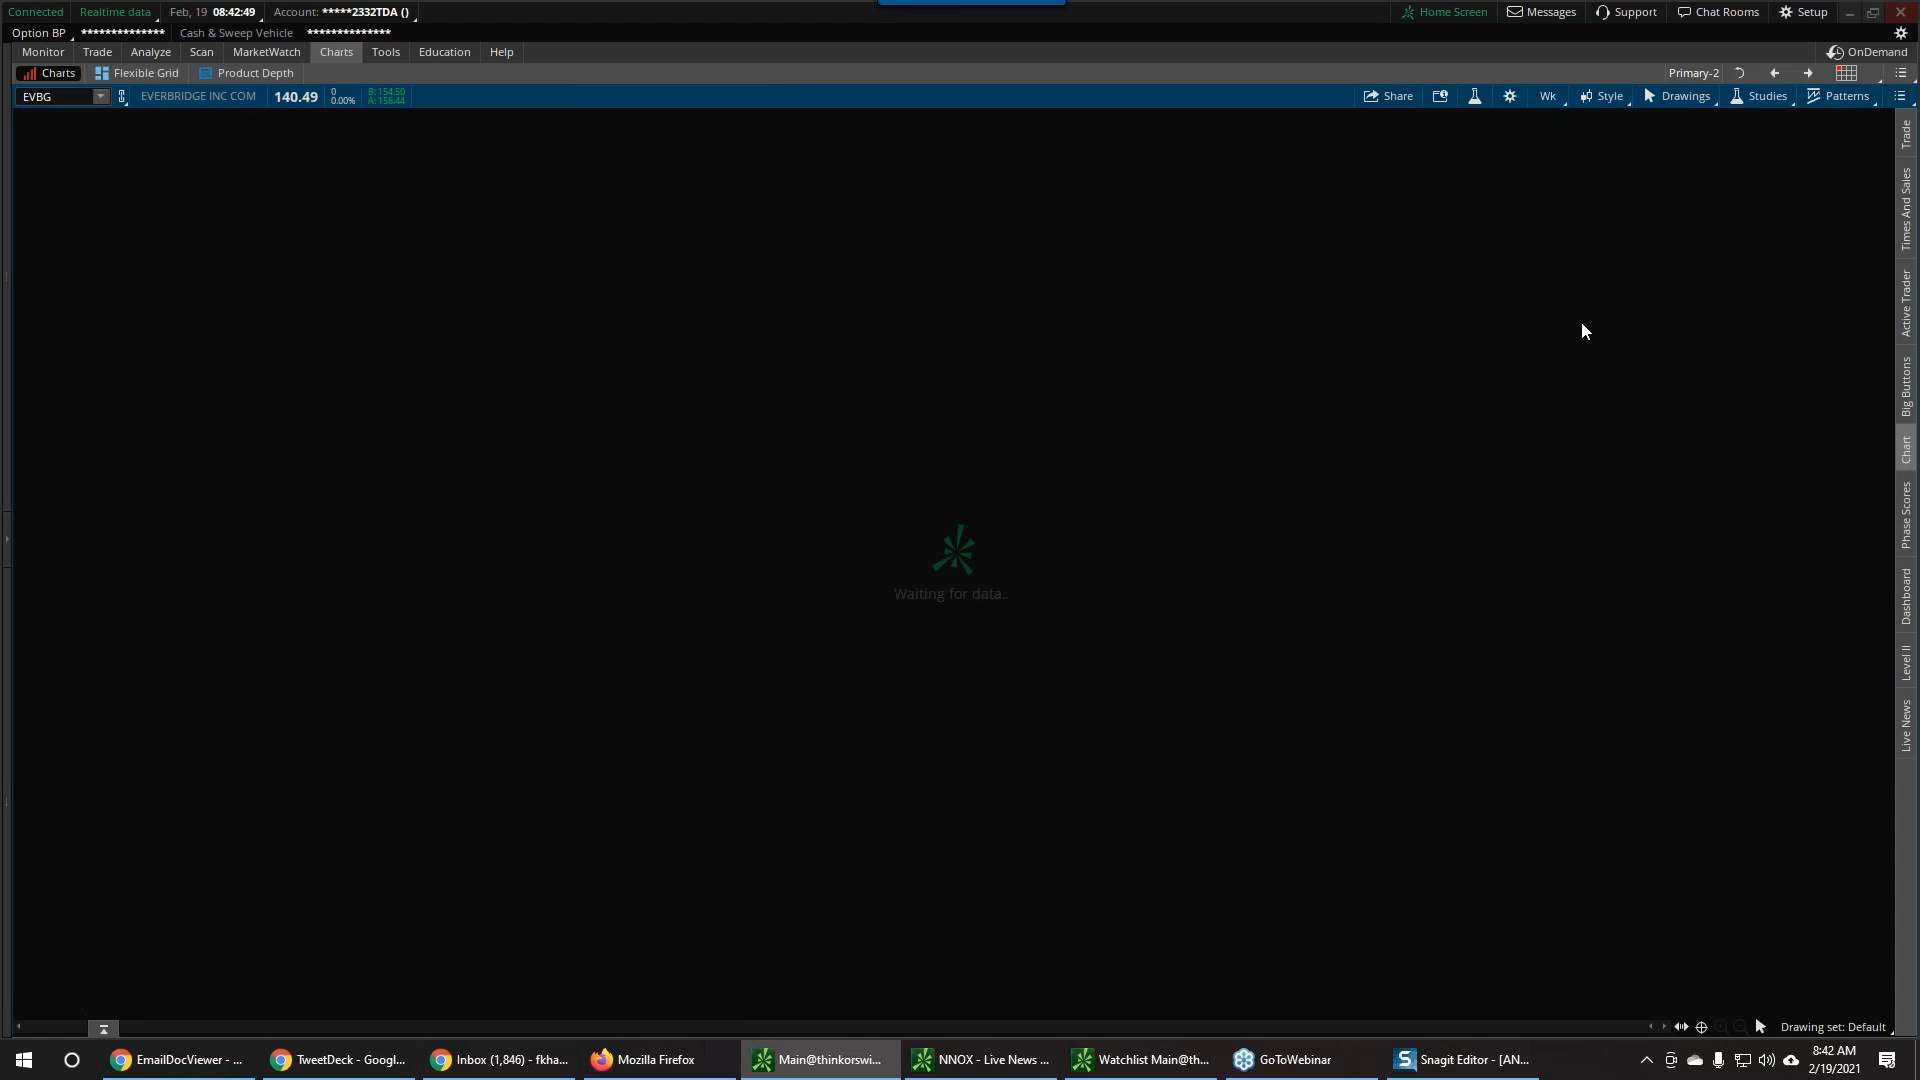 Connected Realtime data Feb, 19 08:42:49 Account: *****2332TDA () Home Screen Messages Support Chat Rooms Setup
Option BP ************** Cash & Sweep Vehicle **************
Monitor Trade Analyze Scan MarketWatch Charts Tools Education Help OnDemand
Charts Flexible Grid Product Depth Primary-2
EVBG EVERBRIDGE INC COM 140.49 0 0.00% B: 154.50 A: 158.44 Share Wk Style Drawings Studies Patterns
Trade
Times And Sales
Active Trader
Big Buttons
Chart
Phase Scores
Dashboard
Level II
Live News
Waiting for data..
Drawing set: Default
EmailDocViewer - ... TweetDeck - Googl... Inbox (1,846) - fkha... Mozilla Firefox Main@thinkorswi... NNOX - Live News ... Watchlist Main@th... GoToWebinar Snagit Editor - [AN... 8:42 AM
2/19/2021